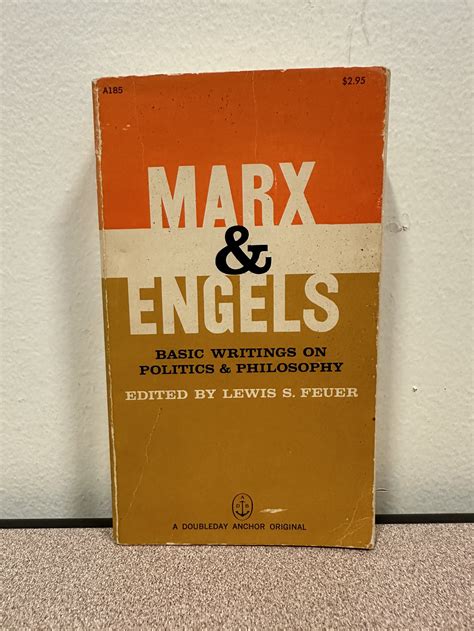 A185 $2.95
MARX
&
ENGELS
BASIC WRITINGS ON
POLITICS & PHILOSOPHY
EDITED BY LEWIS S. FEUER
A
D B
A DOUBLEDAY ANCHOR ORIGINAL